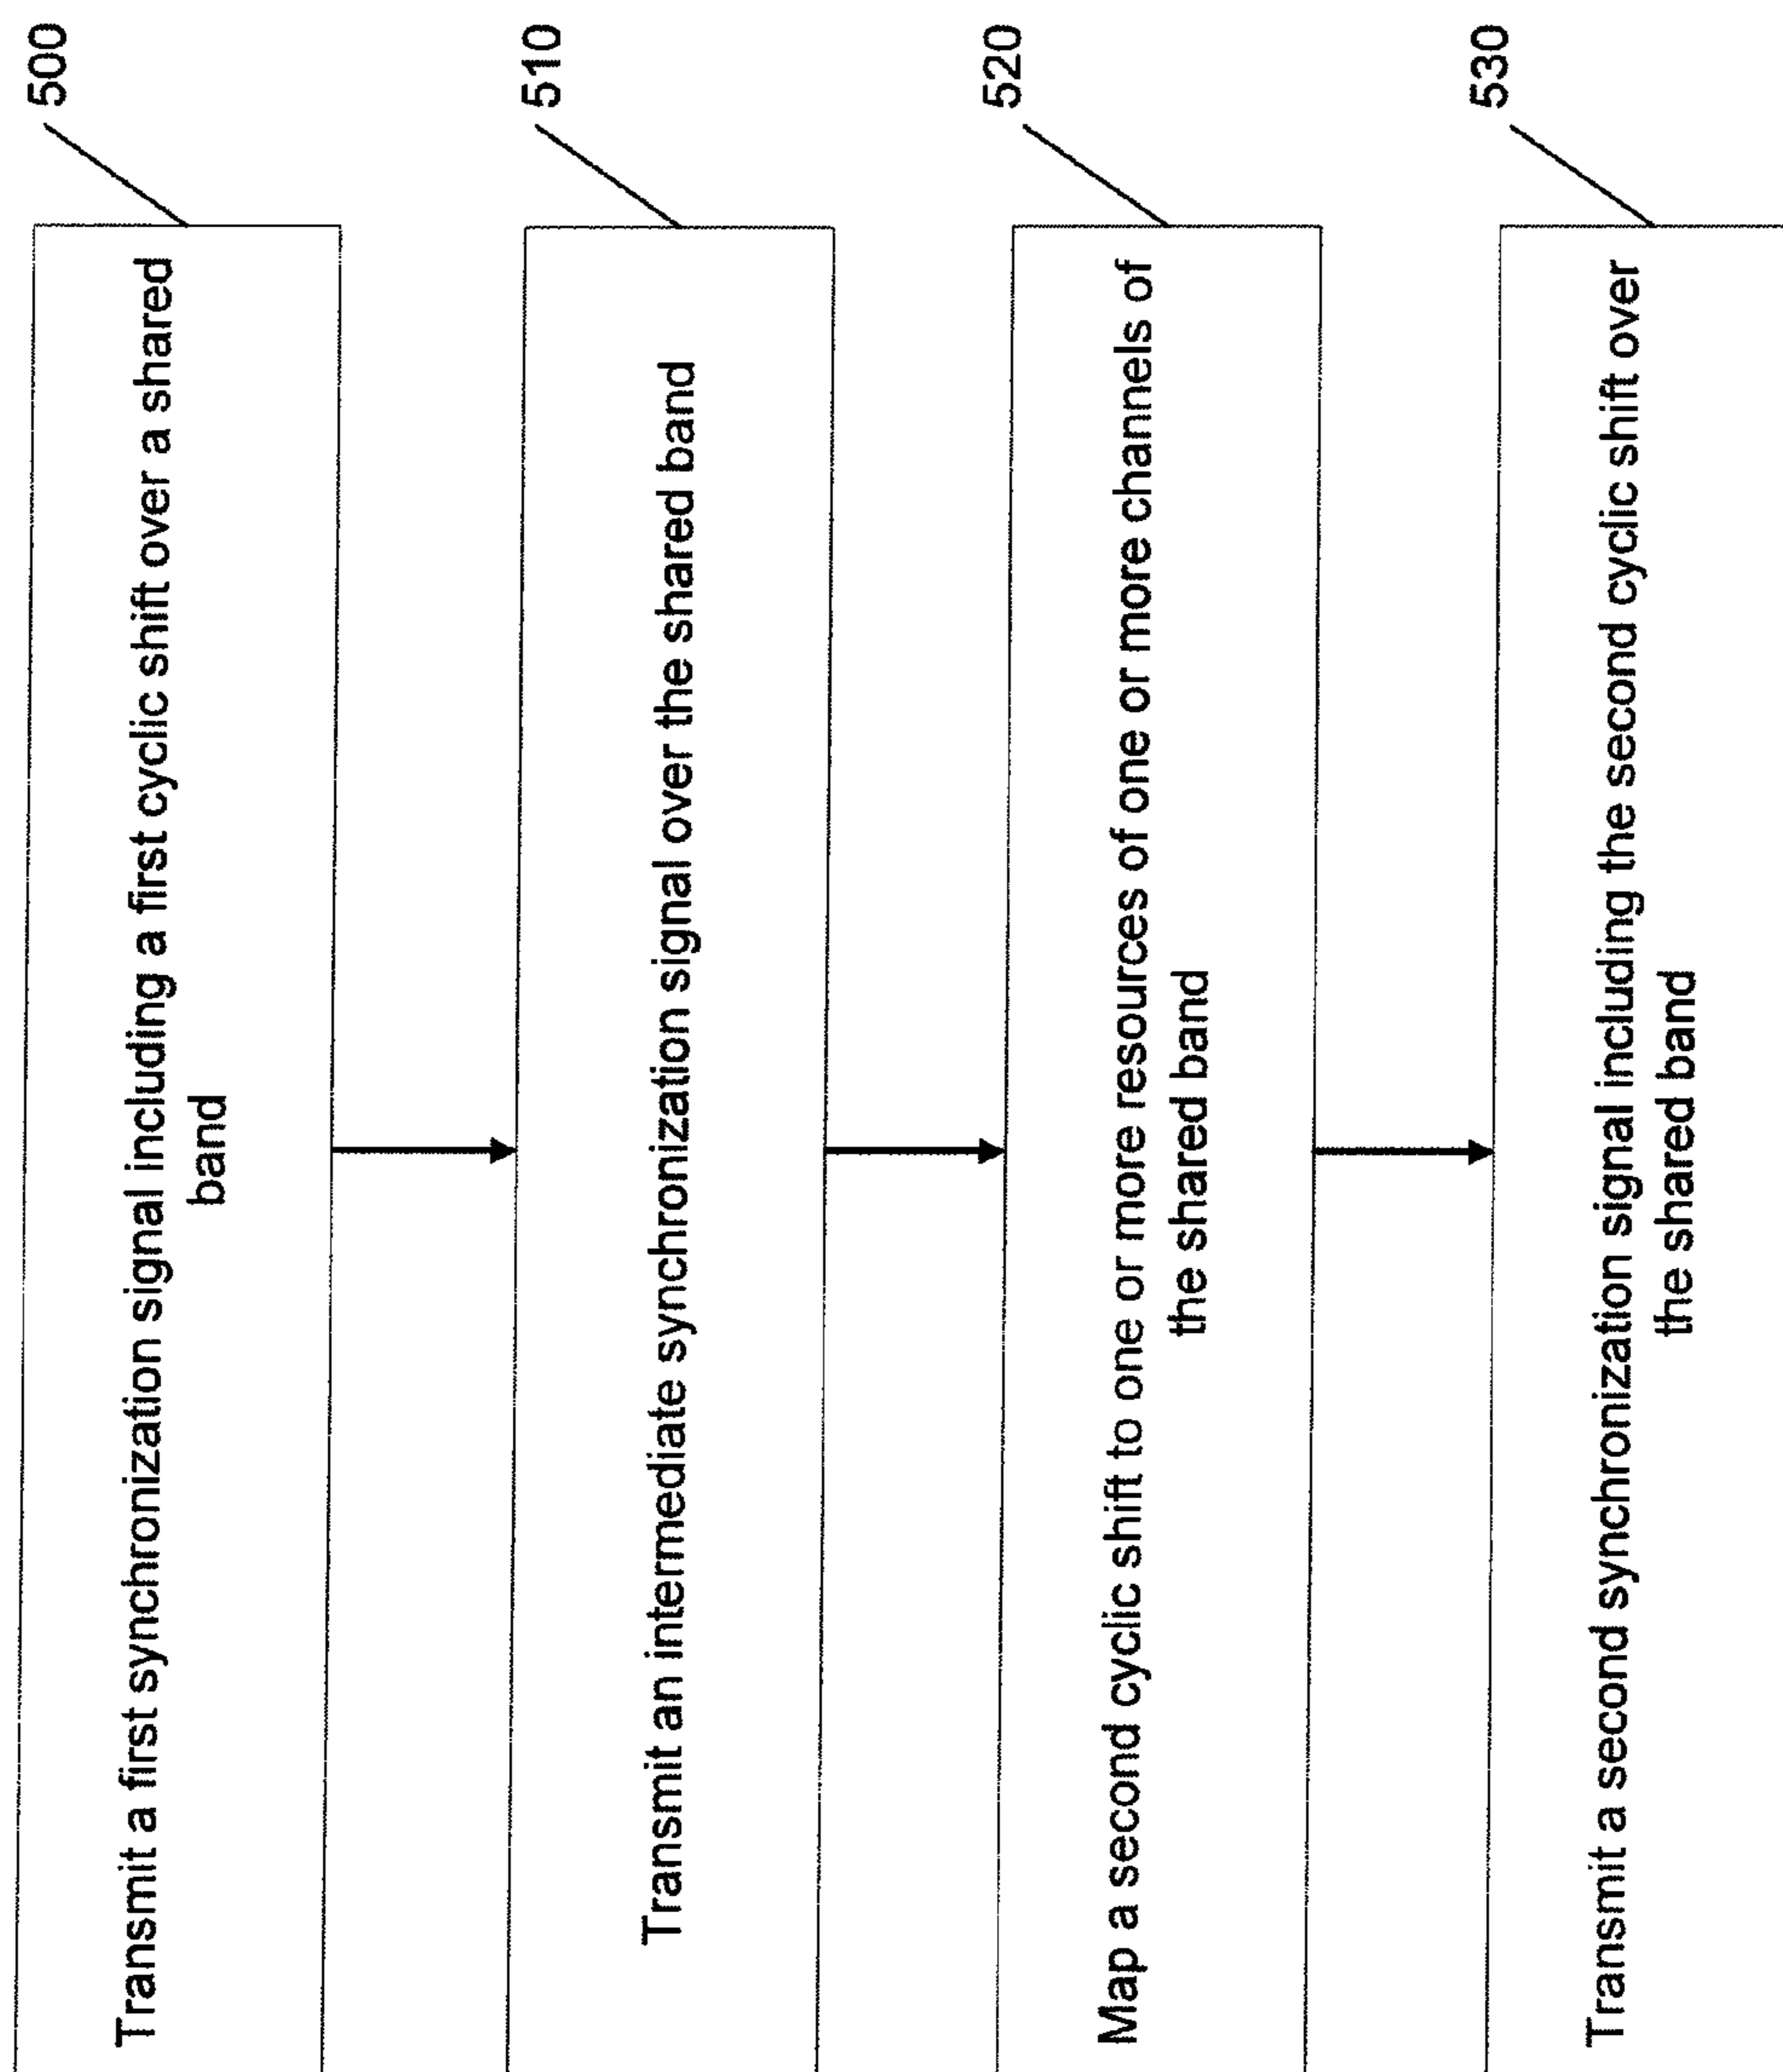 500
Transmit a first synchronization signal including a first cyclic shift over a shared
band
510
Transmit an intermediate synchronization signal over the shared band
520
Map a second cyclic shift to one or more resources of one or more channels of
the shared band
530
Transmit a second synchronization signal including the second cyclic shift over
the shared band